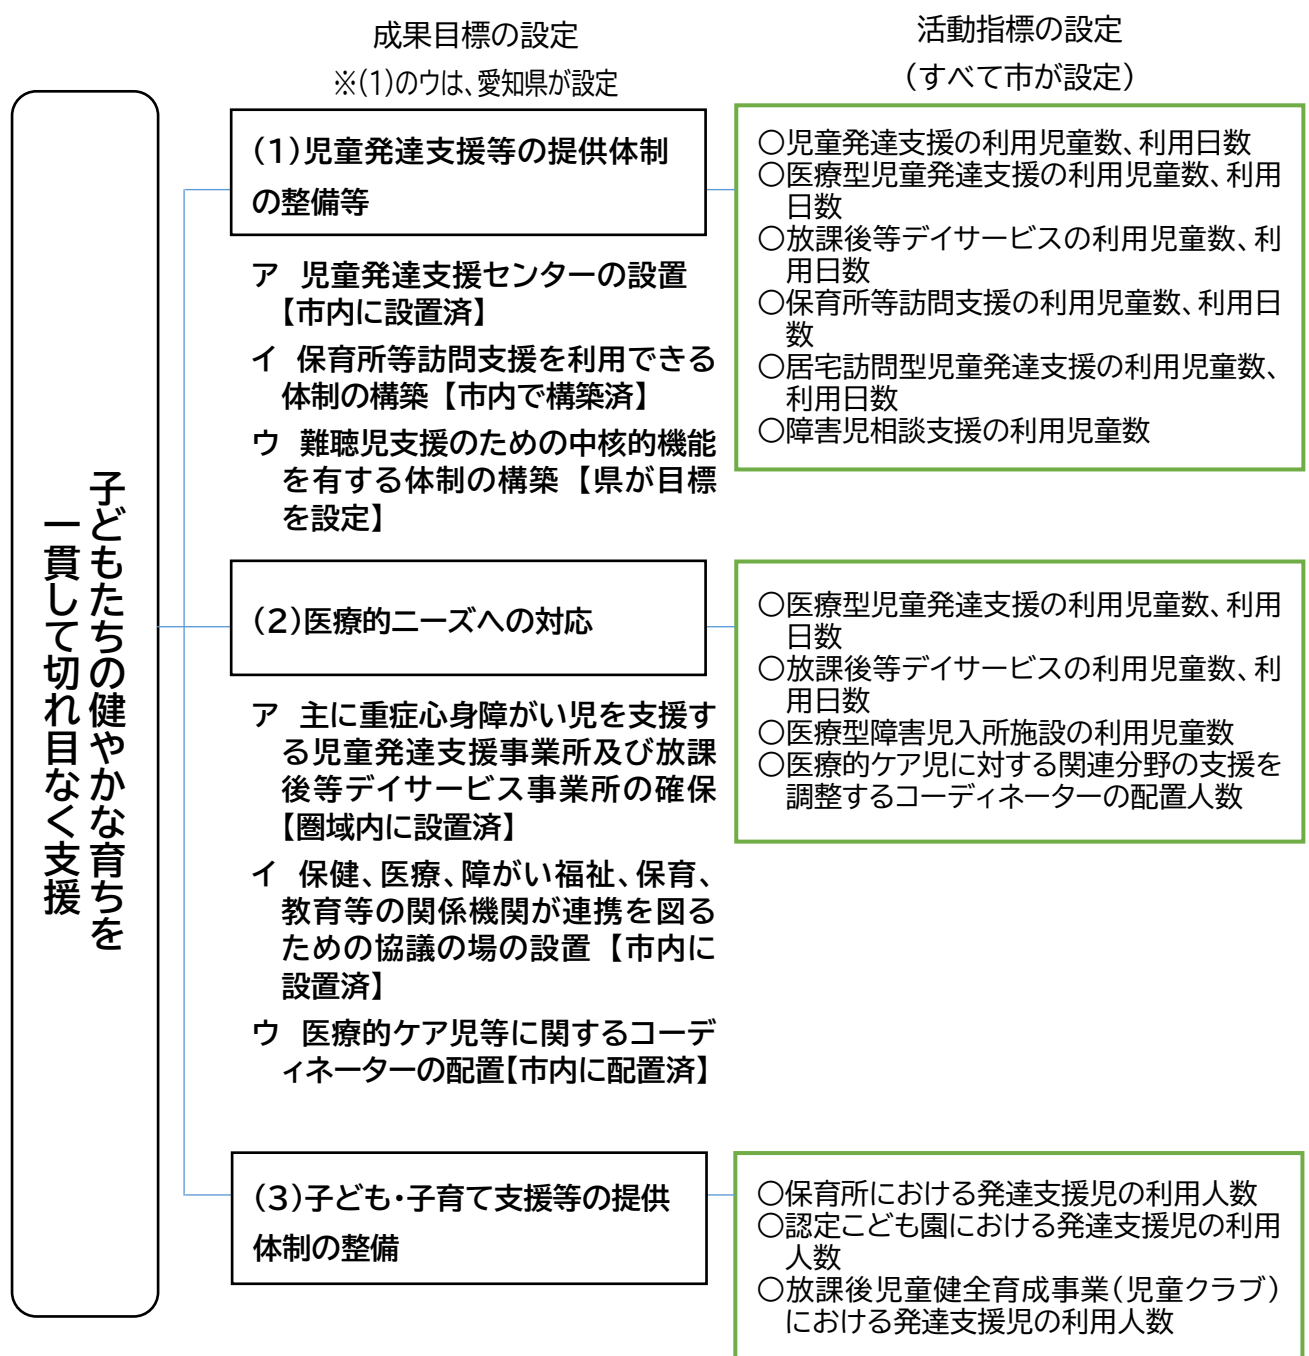 成果目標の設定
※(1)のウは、愛知県が設定
活動指標の設定
(すべて市が設定)
子どもたちの健やかな育ちを
一貫して切れ目なく支援
(1)児童発達支援等の提供体制
の整備等
ア 児童発達支援センターの設置
【市内に設置済】
イ 保育所等訪問支援を利用できる
体制の構築【市内で構築済】
ウ 難聴児支援のための中核的機能
を有する体制の構築【県が目標
を設定】
〇児童発達支援の利用児童数、利用日数
〇医療型児童発達支援の利用児童数、利用
日数
〇放課後等デイサービスの利用児童数、利
用日数
〇保育所等訪問支援の利用児童数、利用日
数
〇居宅訪問型児童発達支援の利用児童数、
利用日数
〇障害児相談支援の利用児童数
(2)医療的ニーズへの対応
ア 主に重症心身障がい児を支援す
る児童発達支援事業所及び放課
後等デイサービス事業所の確保
【圏域内に設置済】
イ 保健、医療、障がい福祉、保育、
教育等の関係機関が連携を図る
ための協議の場の設置【市内に
設置済】
ウ 医療的ケア児等に関するコーデ
ィネーターの配置【市内に配置済】
〇医療型児童発達支援の利用児童数、利用
日数
〇放課後等デイサービスの利用児童数、利
用日数
〇医療型障害児入所施設の利用児童数
〇医療的ケア児に対する関連分野の支援を
調整するコーディネーターの配置人数
(3)子ども・子育て支援等の提供
体制の整備
〇保育所における発達支援児の利用人数
〇認定こども園における発達支援児の利用
人数
〇放課後児童健全育成事業(児童クラブ)
における発達支援児の利用人数